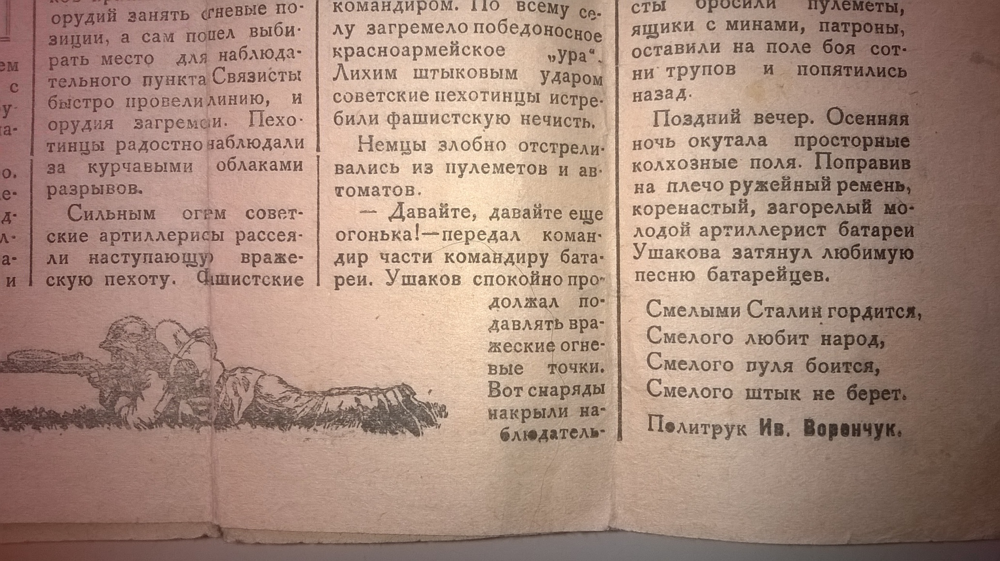 ем
с
у-
а-
о.
е-
д-
л-
а-
и
орудий занять огневые по-
зиции, а сам пошел выби-
рать место для наблюда-
тельного пункта Связисты
быстро провели линию, и
орудия загремели. Пехо-
тинцы радостно наблюдали
за курчавыми облаками
разрывов.
Сильным огнем совет-
ские артиллеристы рассея-
ли наступающую враже-
скую пехоту. Фашистские
командиром. По всему се-
лу загремело победоносное
красноармейское „ура“.
Лихим штыковым ударом
советские пехотинцы истре-
били фашистскую нечисть.
Немцы злобно отстрели-
вались из пулеметов и ав-
томатов.
— Давайте, давайте еще
огонька!—передал коман-
дир части командиру бата-
реи. Ушаков спокойно про-
должал по-
давлять вра-
жеские огне-
вые точки.
Вот снаряды
накрыли на-
блюдатель-
сты бросили пулеметы,
ящики с минами, патроны,
оставили на поле боя сот-
ни трупов и попятились
назад.
Поздний вечер. Осенняя
ночь окутала просторные
колхозные поля. Поправив
на плечо ружейный ремень,
коренастый, загорелый мо-
лодой артиллерист батареи
Ушакова затянул любимую
песню батарейцев.
Смелыми Сталин гордится,
Смелого любит народ,
Смелого пуля боится,
Смелого штык не берет.
Политрук Ив. Ворончук.